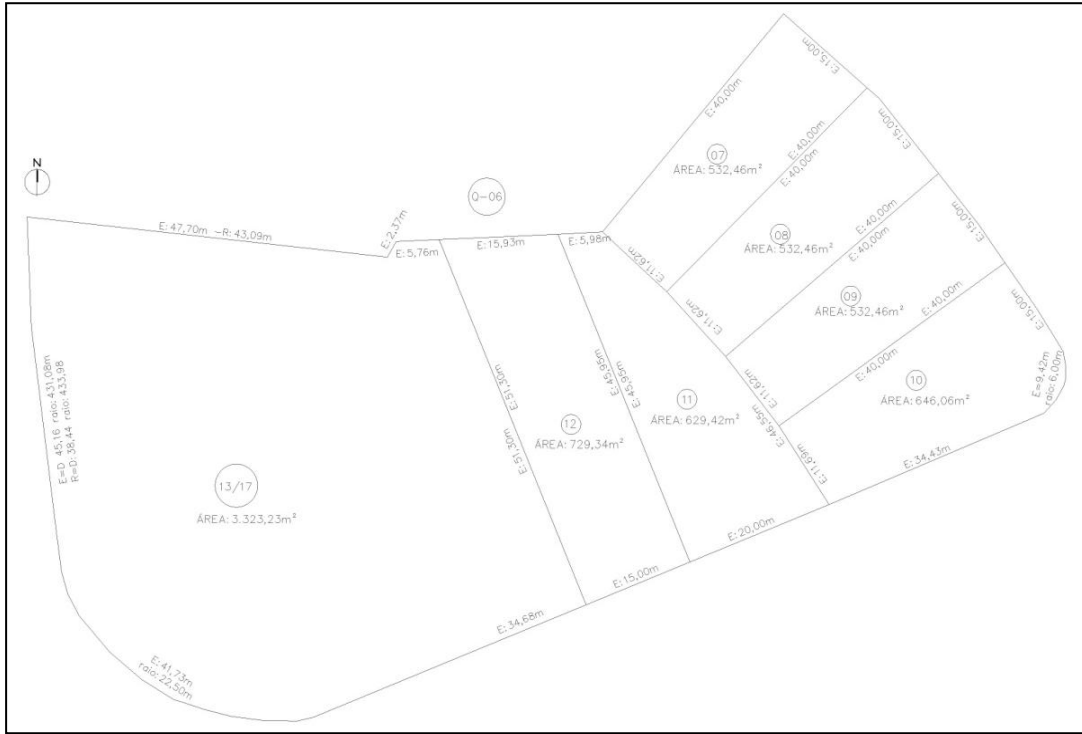 N
Q-06
E: 47,70m -R: 43,09m
E: 2,37m
E: 5,76m
E: 15,93m
E: 5,98m
E: 40,00m
E:15,00m
07
ÁREA: 532,46m²
E: 40,00m
E: 40,00m
E:15,00m
E:11,62m
08
ÁREA: 532,46m²
E: 40,00m
E: 40,00m
E:15,00m
E:11,62m
09
ÁREA: 532,46m²
E: 40,00m
E: 40,00m
E:15,00m
E:11,62m
E:46,55m
10
ÁREA: 646,06m²
E=9,42m
raio: 6,00m
E:11,69m
E: 34,43m
11
ÁREA: 629,42m²
E:45,95m
E:45,95m
E: 20,00m
12
ÁREA: 729,34m²
E:51,30m
E:51,30m
E: 15,00m
13/17
ÁREA: 3.323,23m²
E=D 45,16 raio: 431,08m
R=D: 38,44 raio: 433,98
E: 34,68m
E: 41,73m
raio: 22,50m